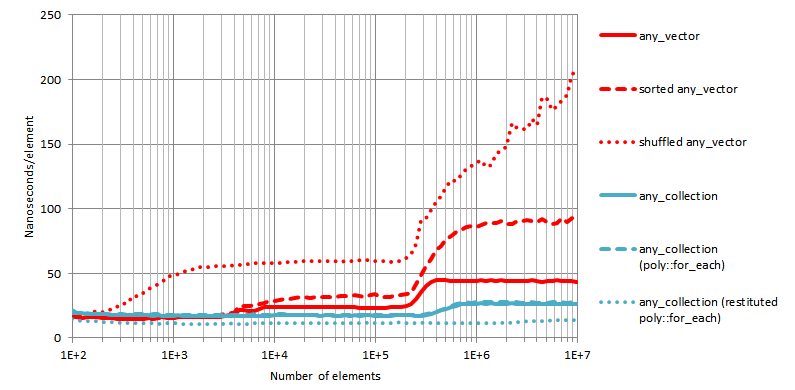 250
200
150
100
50
0
Nanoseconds/element
1E+2
1E+3
1E+4
1E+5
1E+6
1E+7
Number of elements
any_vector
sorted any_vector
shuffled any_vector
any_collection
any_collection
(poly::for_each)
any_collection (restituted
poly::for_each)